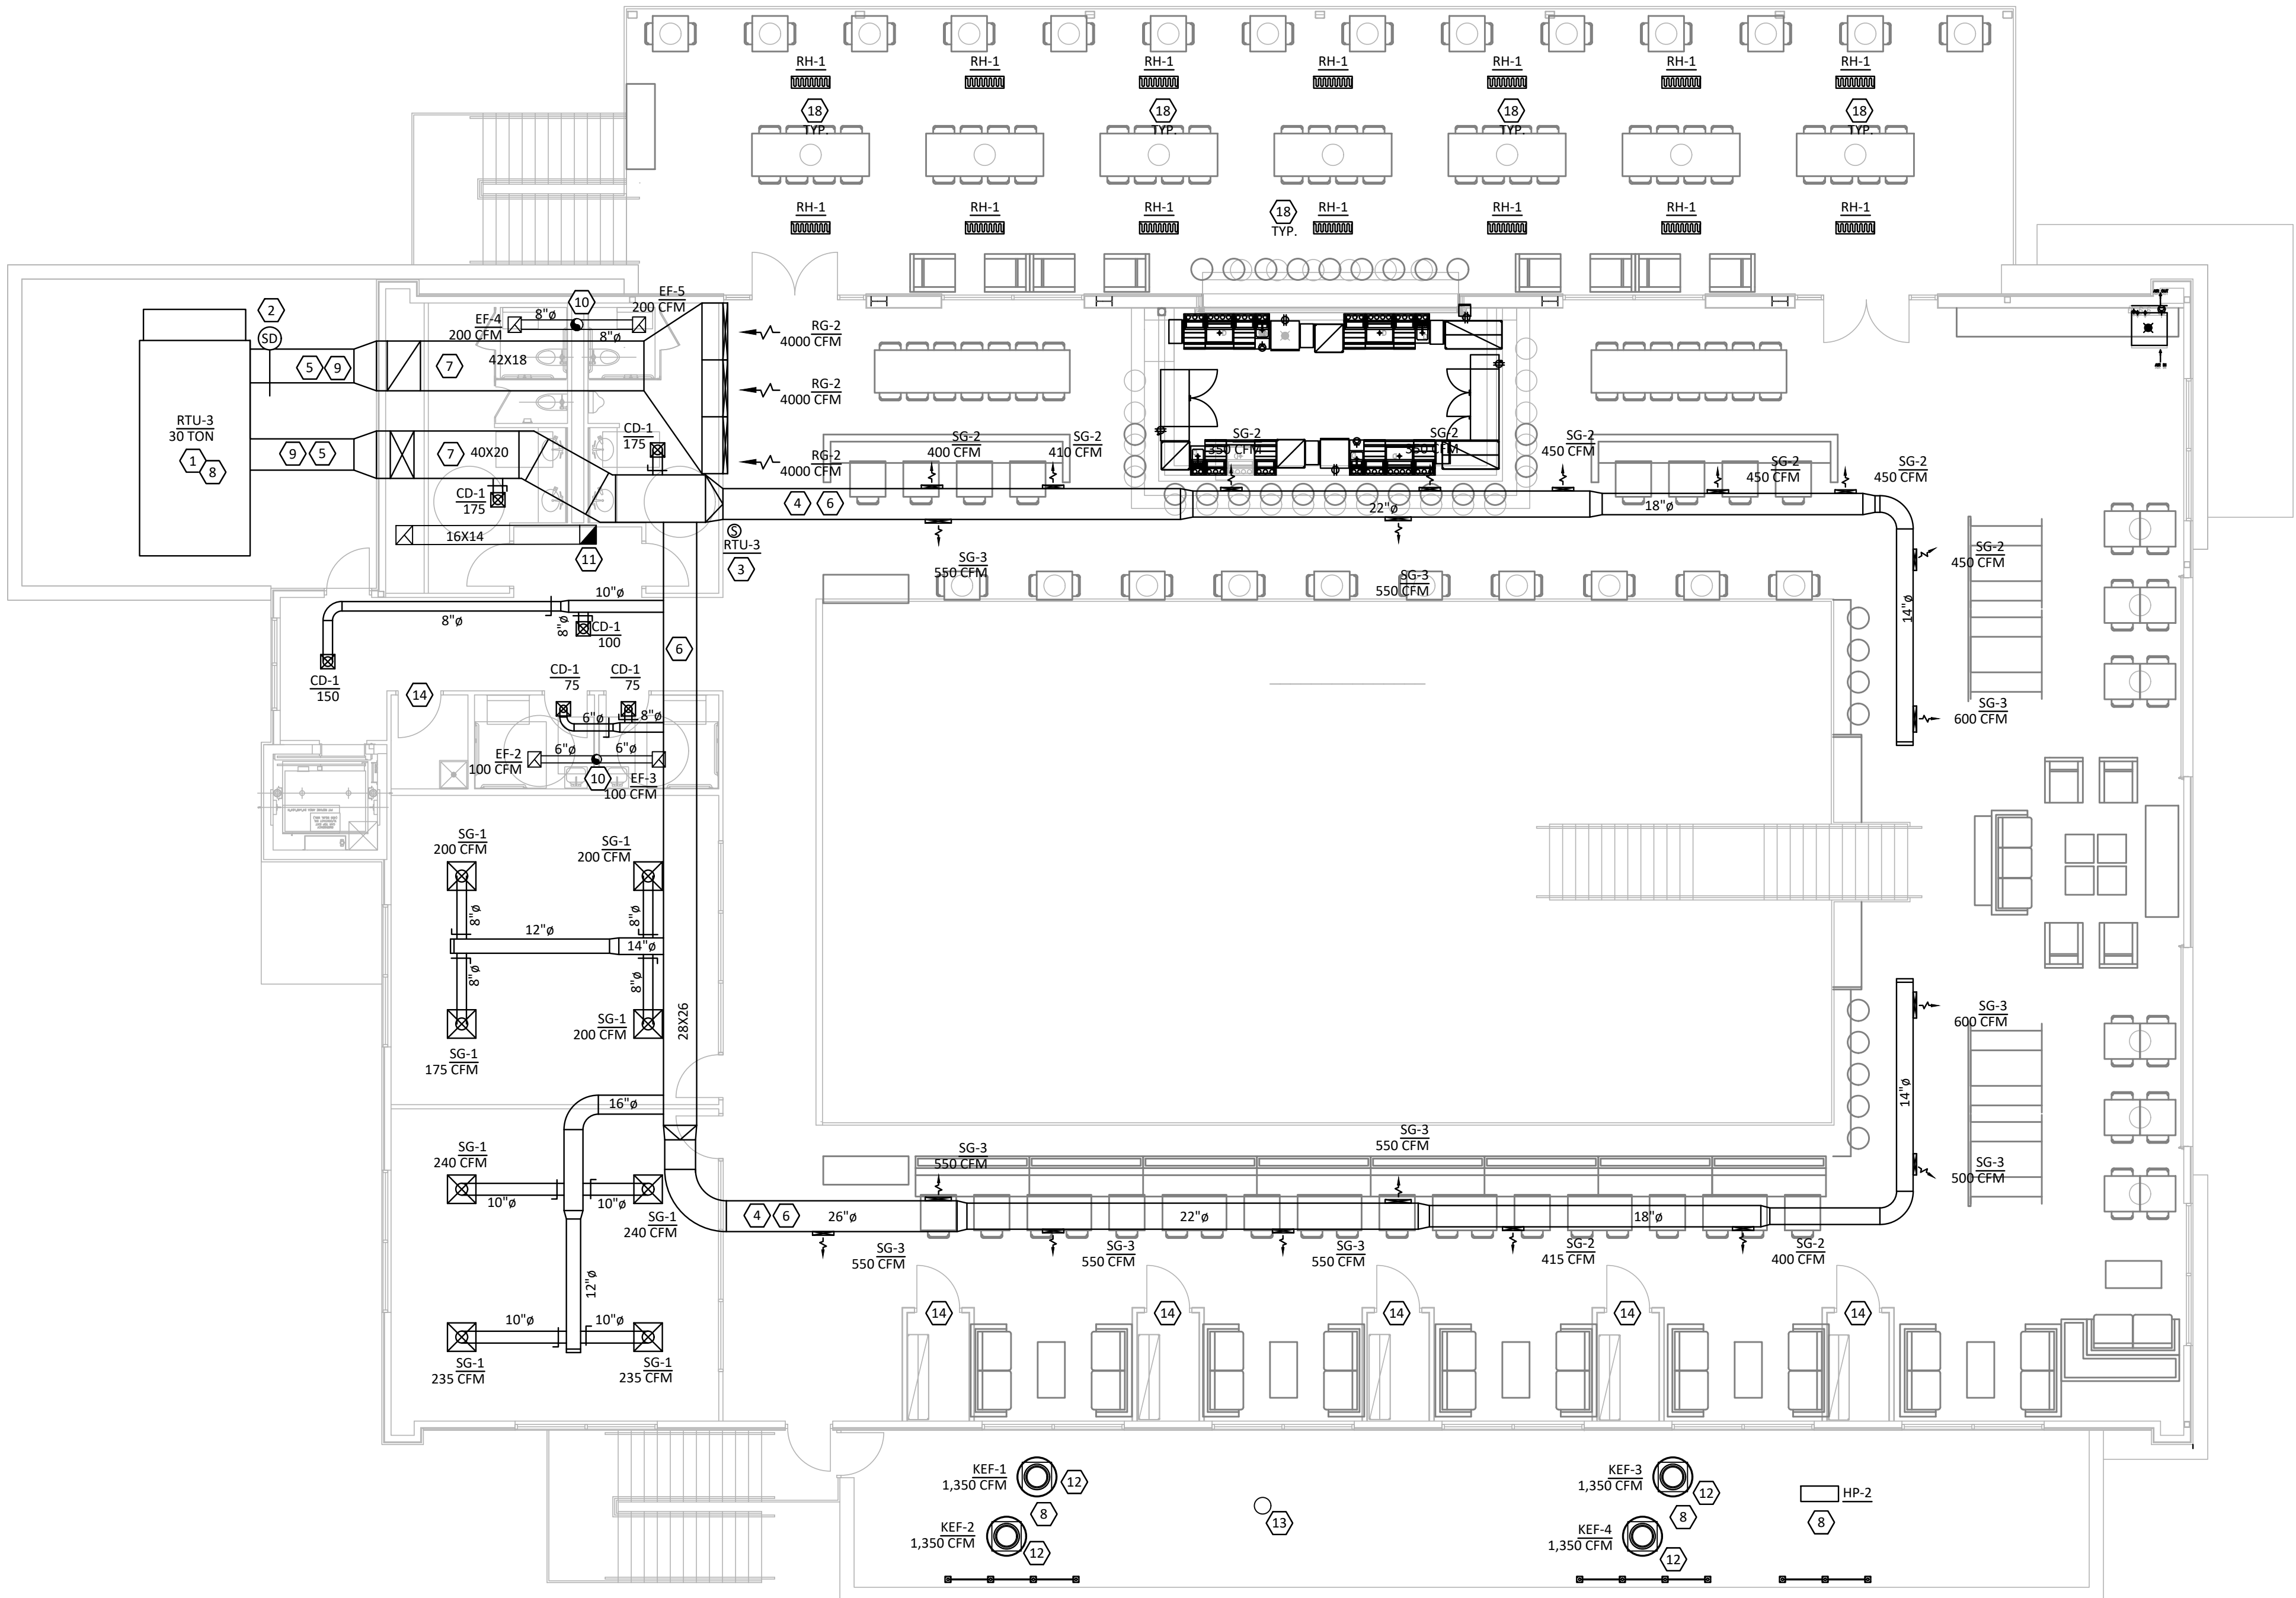 RH-1
RH-1
RH-1
RH-1
RH-1
RH-1
RH-1
18
TYP.
18
TYP.
18
TYP.
18
TYP.
RH-1
RH-1
RH-1
18
TYP.
RH-1
RH-1
RH-1
RH-1
2
SD
EF-4
200 CFM
8"ø
10
8"ø
EF-5
200 CFM
RG-2
4000 CFM
RG-2
4000 CFM
RG-2
4000 CFM
5
9
7
42X18
RTU-3
30 TON
1
8
9
5
7
40X20
CD-1
175
CD-1
175
16X14
11
S
RTU-3
3
4
6
SG-2
400 CFM
SG-2
410 CFM
SG-2
350 CFM
SG-2
350 CFM
SG-2
450 CFM
SG-2
450 CFM
SG-2
450 CFM
22"ø
18"ø
SG-3
550 CFM
SG-3
550 CFM
SG-2
450 CFM
14"ø
SG-3
600 CFM
10"ø
8"ø
8"ø
CD-1
100
6
CD-1
150
14
CD-1
75
CD-1
75
6"ø
8"ø
6"ø
6"ø
EF-2
100 CFM
10
EF-3
100 CFM
SG-1
200 CFM
SG-1
200 CFM
8"ø
8"ø
12"ø
14"ø
8"ø
8"ø
SG-1
175 CFM
SG-1
200 CFM
28X26
16"ø
SG-1
240 CFM
10"ø
10"ø
SG-1
240 CFM
12"ø
10"ø
10"ø
SG-1
235 CFM
SG-1
235 CFM
SG-3
600 CFM
14"ø
SG-3
500 CFM
SG-3
550 CFM
SG-3
550 CFM
4
6
26"ø
22"ø
18"ø
SG-3
550 CFM
SG-3
550 CFM
SG-3
550 CFM
SG-2
415 CFM
SG-2
400 CFM
14
14
14
14
14
KEF-1
1,350 CFM
12
8
KEF-2
1,350 CFM
12
13
KEF-3
1,350 CFM
12
8
KEF-4
1,350 CFM
12
HP-2
8